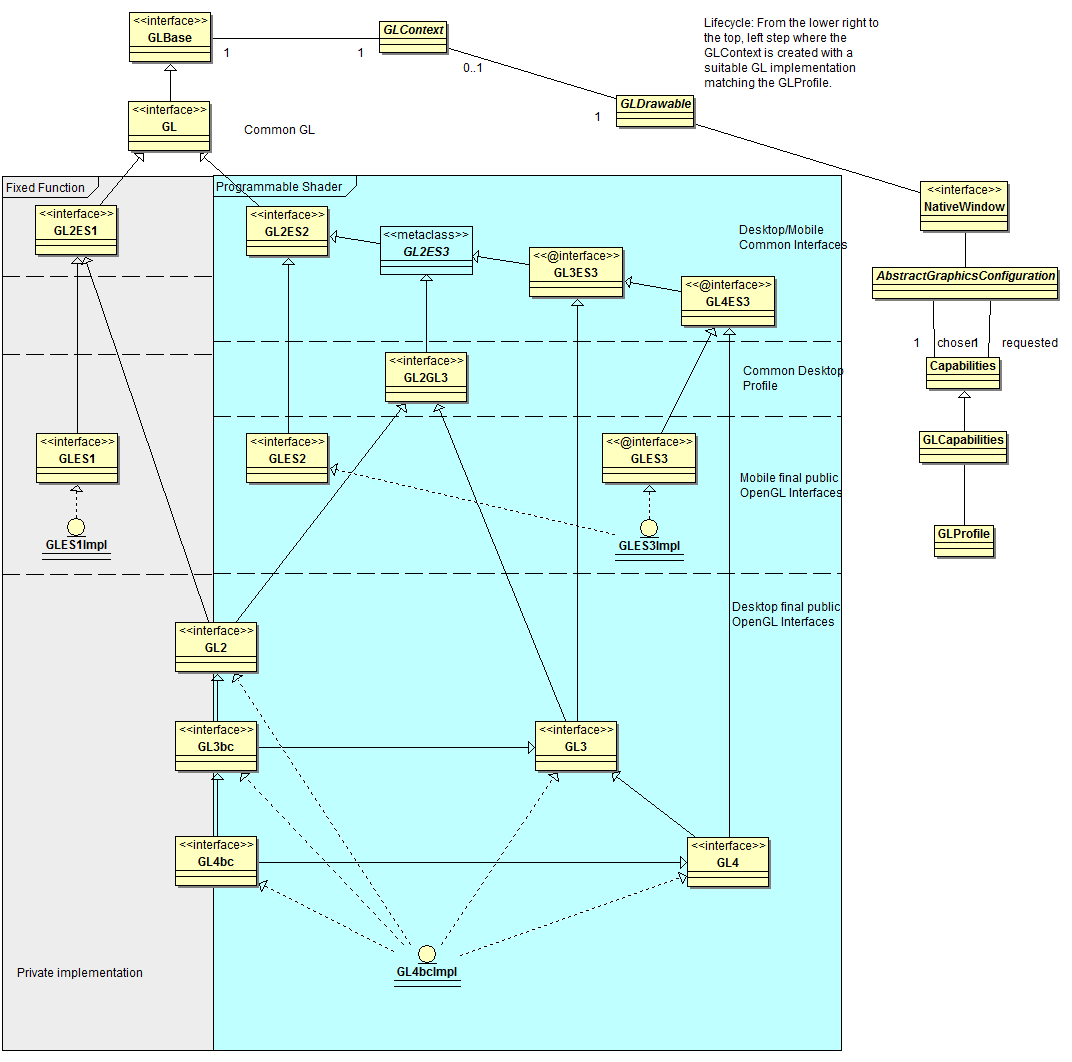 <<interface>>
GLBase
GLContext
1
1
0..1
Lifecycle: From the lower right to
the top, left step where the
GLContext is created with a
suitable GL implementation
matching the GLProfile.
GLDrawable
1
<<interface>>
GL
Common GL
Fixed Function
Programmable Shader
<<interface>>
NativeWindow
<<interface>>
GL2ES1
<<interface>>
GL2ES2
<<metaclass>>
GL2ES3
<<@interface>>
GL3ES3
<<@interface>>
GL4ES3
Desktop/Mobile
Common Interfaces
AbstractGraphicsConfiguration
1
chosen
1
requested
<<interface>>
GL2GL3
Common Desktop
Profile
Capabilities
<<interface>>
GLES1
<<interface>>
GLES2
<<@interface>>
GLES3
GLCapabilities
Mobile final public
OpenGL Interfaces
GLES1Impl
GLES3Impl
GLProfile
Desktop final public
OpenGL Interfaces
<<interface>>
GL2
<<interface>>
GL3bc
<<interface>>
GL3
<<interface>>
GL4bc
<<interface>>
GL4
GL4bcImpl
Private implementation